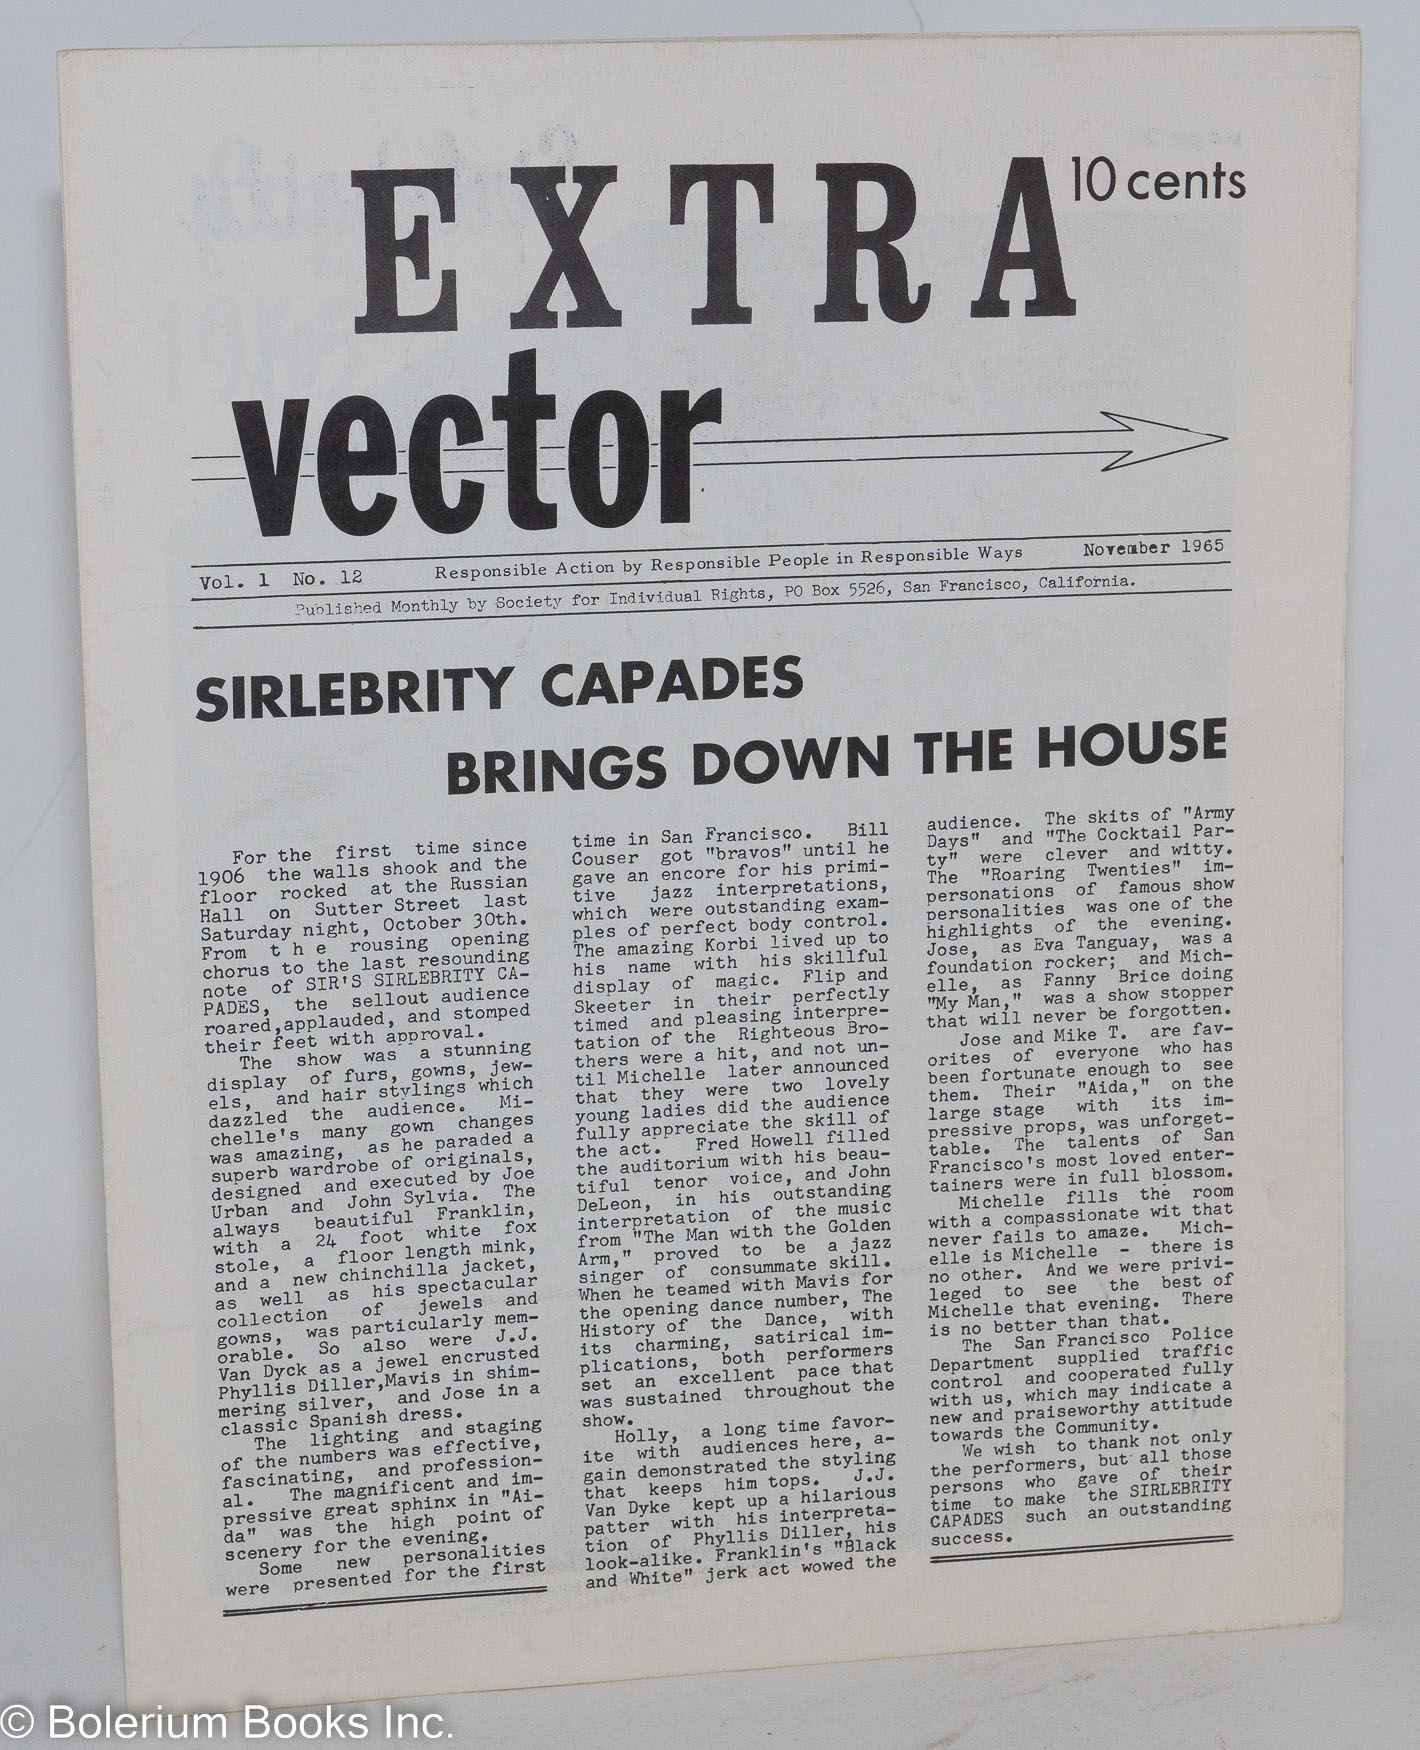 EXTRA
10 cents
vector
Vol. 1 No. 12
Responsible Action by Responsible People in Responsible Ways
November 1965
Published Monthly by Society for Individual Rights, PO Box 5526, San Francisco, California.
SIRLEBRITY CAPADES
BRINGS DOWN THE HOUSE
For the first time since
1906 the walls shook and the
floor rocked at the Russian
Hall on Sutter Street last
Saturday night, October 30th.
From t h e rousing opening
chorus to the last resounding
note of SIR'S SIRLEBRITY CA-
PADES, the sellout audience
roared,applauded, and stomped
their feet with approval.
The show was a stunning
display of furs, gowns, jew-
els, and hair stylings which
dazzled the audience. Mi-
chelle's many gown changes
was amazing, as he paraded a
superb wardrobe of originals,
designed and executed by Joe
Urban and John Sylvia. The
always beautiful Franklin,
with a 24 foot white fox
stole, a floor length mink,
and a new chinchilla jacket,
as well as his spectacular
collection of jewels and
gowns, was particularly mem-
orable. So also were J.J.
Van Dyck as a jewel encrusted
Phyllis Diller,Mavis in shim-
mering silver, and Jose in a
classic Spanish dress.
The lighting and staging
of the numbers was effective,
fascinating, and profession-
al. The magnificent and im-
pressive great sphinx in "Ai-
da" was the high point of
scenery for the evening.
Some new personalities
were presented for the first
time in San Francisco. Bill
Couser got "bravos" until he
gave an encore for his primi-
tive jazz interpretations,
which were outstanding exam-
ples of perfect body control.
The amazing Korbi lived up to
his name with his skillful
display of magic. Flip and
Skeeter in their perfectly
timed and pleasing interpre-
tation of the Righteous Bro-
thers were a hit, and not un-
til Michelle later announced
that they were two lovely
young ladies did the audience
fully appreciate the skill of
the act. Fred Howell filled
the auditorium with his beau-
tiful tenor voice, and John
DeLeon, in his outstanding
interpretation of the music
from "The Man with the Golden
Arm," proved to be a jazz
singer of consummate skill.
When he teamed with Mavis for
the opening dance number, The
History of the Dance, with
its charming, satirical im-
plications, both performers
set an excellent pace that
was sustained throughout the
show.
Holly, a long time favor-
ite with audiences here, a-
gain demonstrated the styling
that keeps him tops. J.J.
Van Dyke kept up a hilarious
patter with his interpreta-
tion of Phyllis Diller, his
look-alike. Franklin's "Black
and White" jerk act wowed the
audience. The skits of "Army
Days" and "The Cocktail Par-
ty" were clever and witty.
The "Roaring Twenties" im-
personations of famous show
personalities was one of the
highlights of the evening.
Jose, as Eva Tanguay, was a
foundation rocker; and Mich-
elle, as Fanny Brice doing
"My Man," was a show stopper
that will never be forgotten.
Jose and Mike T. are fav-
orites of everyone who has
been fortunate enough to see
them. Their "Aida," on the
large stage with its im-
pressive props, was unforget-
table. The talents of San
Francisco's most loved enter-
tainers were in full blossom.
Michelle fills the room
with a compassionate wit that
never fails to amaze. Mich-
elle is Michelle - there is
no other. And we were privi-
leged to see the best of
Michelle that evening. There
is no better than that.
The San Francisco Police
Department supplied traffic
control and cooperated fully
with us, which may indicate a
new and praiseworthy attitude
towards the Community.
We wish to thank not only
the performers, but all those
persons who gave of their
time to make the SIRLEBRITY
CAPADES such an outstanding
success.
© Bolerium Books Inc.